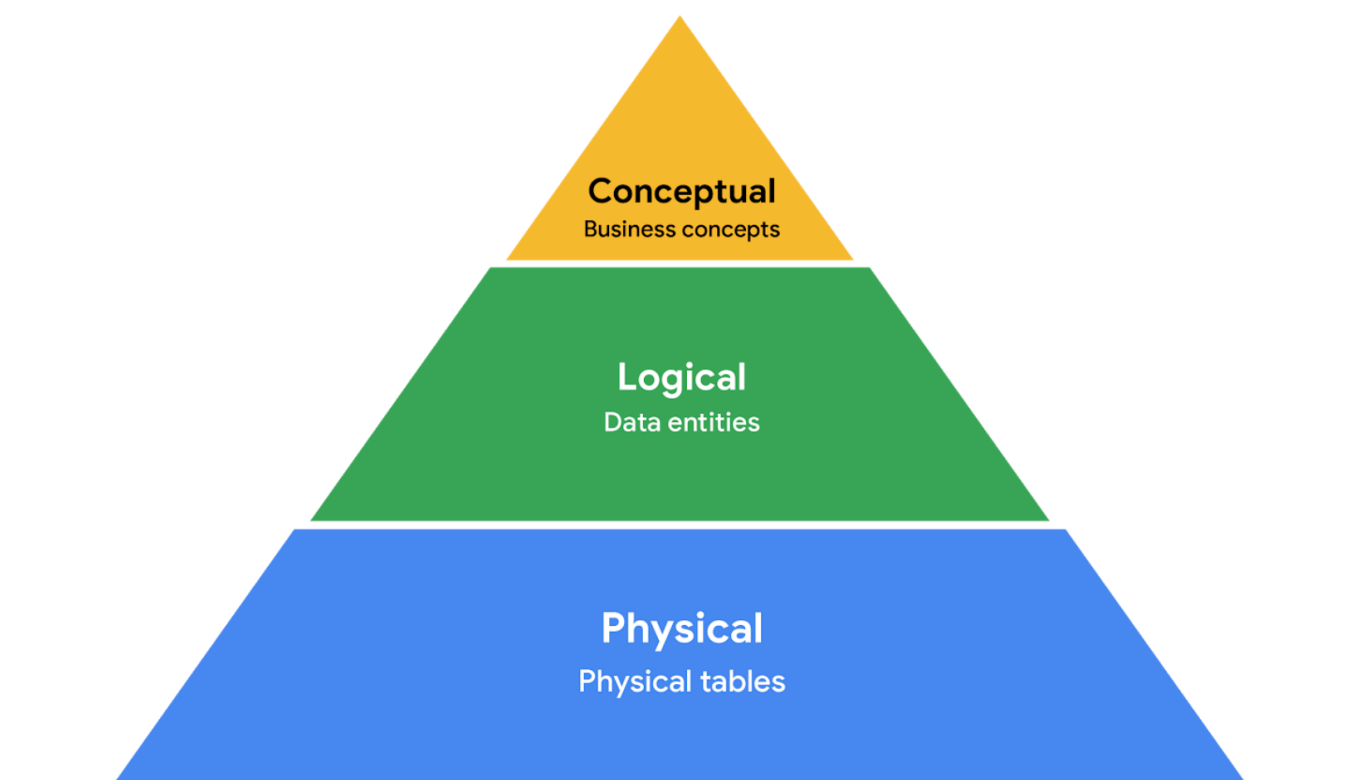 Conceptual
Business concepts
Logical
Data entities
Physical
Physical tables